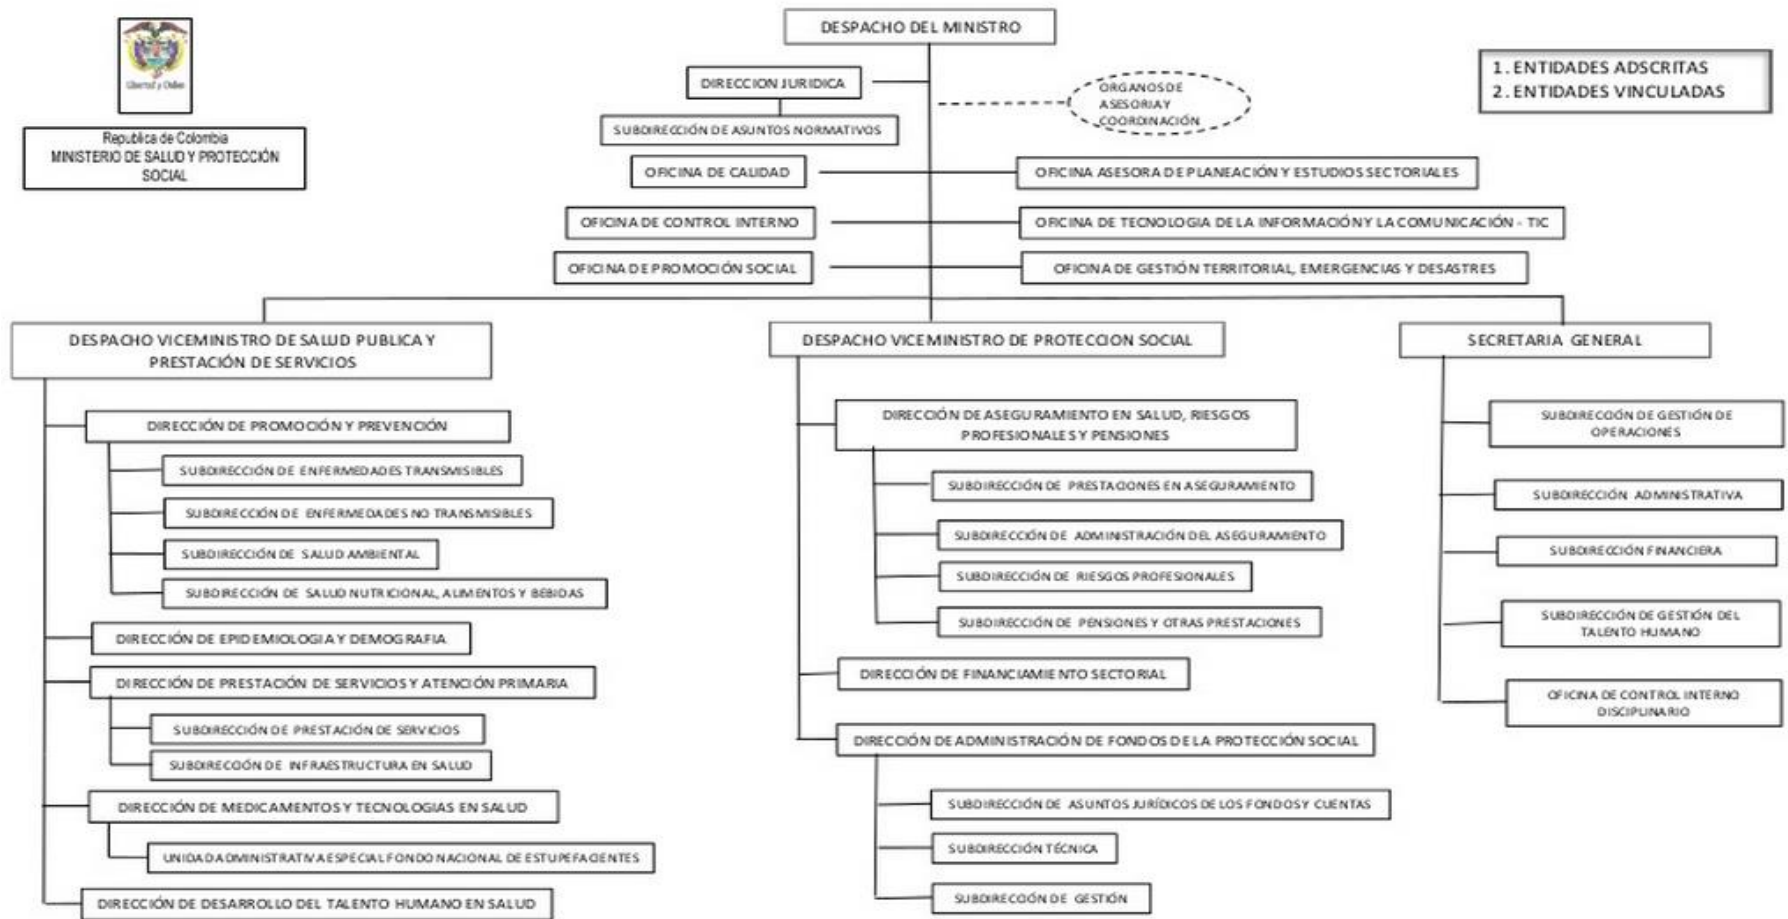 DESPACHO DEL MINISTRO
Libertad y Orden
Republica de Colombia
MINISTERIO DE SALUD Y PROTECCIÓN
SOCIAL
1. ENTIDADES ADSCRITAS
2. ENTIDADES VINCULADAS
DIRECCION JURIDICA
ORGANOS DE
ASESORIA Y
COORDINACIÓN
SUBDIRECCIÓN DE ASUNTOS NORMATIVOS
OFICINA DE CALIDAD
OFICINA ASESORA DE PLANEACIÓN Y ESTUDIOS SECTORIALES
OFICINA DE CONTROL INTERNO
OFICINA DE TECNOLOGIA DE LA INFORMACIÓN Y LA COMUNICACIÓN - TIC
OFICINA DE PROMOCIÓN SOCIAL
OFICINA DE GESTIÓN TERRITORIAL, EMERGENCIAS Y DESASTRES
DESPACHO VICEMINISTRO DE SALUD PUBLICA Y
PRESTACIÓN DE SERVICIOS
DIRECCIÓN DE PROMOCIÓN Y PREVENCIÓN
SUBDIRECCIÓN DE ENFERMEDADES TRANSMISIBLES
SUBDIRECCIÓN DE ENFERMEDADES NO TRANSMISIBLES
SUBDIRECCIÓN DE SALUD AMBIENTAL
SUBDIRECCIÓN DE SALUD NUTRICIONAL, ALIMENTOS Y BEBIDAS
DIRECCIÓN DE EPIDEMIOLOGIA Y DEMOGRAFIA
DIRECCIÓN DE PRESTACIÓN DE SERVICIOS Y ATENCIÓN PRIMARIA
SUBDIRECCIÓN DE PRESTACIÓN DE SERVICIOS
SUBDIRECCIÓN DE INFRAESTRUCTURA EN SALUD
DIRECCIÓN DE MEDICAMENTOS Y TECNOLOGIAS EN SALUD
UNIDAD ADMINISTRATIVA ESPECIAL FONDO NACIONAL DE ESTUPEFACIENTES
DIRECCIÓN DE DESARROLLO DEL TALENTO HUMANO EN SALUD
DESPACHO VICEMINISTRO DE PROTECCION SOCIAL
DIRECCIÓN DE ASEGURAMIENTO EN SALUD, RIESGOS
PROFESIONALES Y PENSIONES
SUBDIRECCIÓN DE PRESTACIONES EN ASEGURAMIENTO
SUBDIRECCIÓN DE ADMINISTRACIÓN DEL ASEGURAMIENTO
SUBDIRECCIÓN DE RIESGOS PROFESIONALES
SUBDIRECCIÓN DE PENSIONES Y OTRAS PRESTACIONES
DIRECCIÓN DE FINANCIAMIENTO SECTORIAL
DIRECCIÓN DE ADMINISTRACIÓN DE FONDOS DE LA PROTECCIÓN SOCIAL
SUBDIRECCIÓN DE ASUNTOS JURÍDICOS DE LOS FONDOS Y CUENTAS
SUBDIRECCIÓN TÉCNICA
SUBDIRECCIÓN DE GESTIÓN
SECRETARIA GENERAL
SUBDIRECCIÓN DE GESTIÓN DE
OPERACIONES
SUBDIRECCIÓN ADMINISTRATIVA
SUBDIRECCIÓN FINANCIERA
SUBDIRECCIÓN DE GESTIÓN DEL
TALENTO HUMANO
OFICINA DE CONTROL INTERNO
DISCIPLINARIO